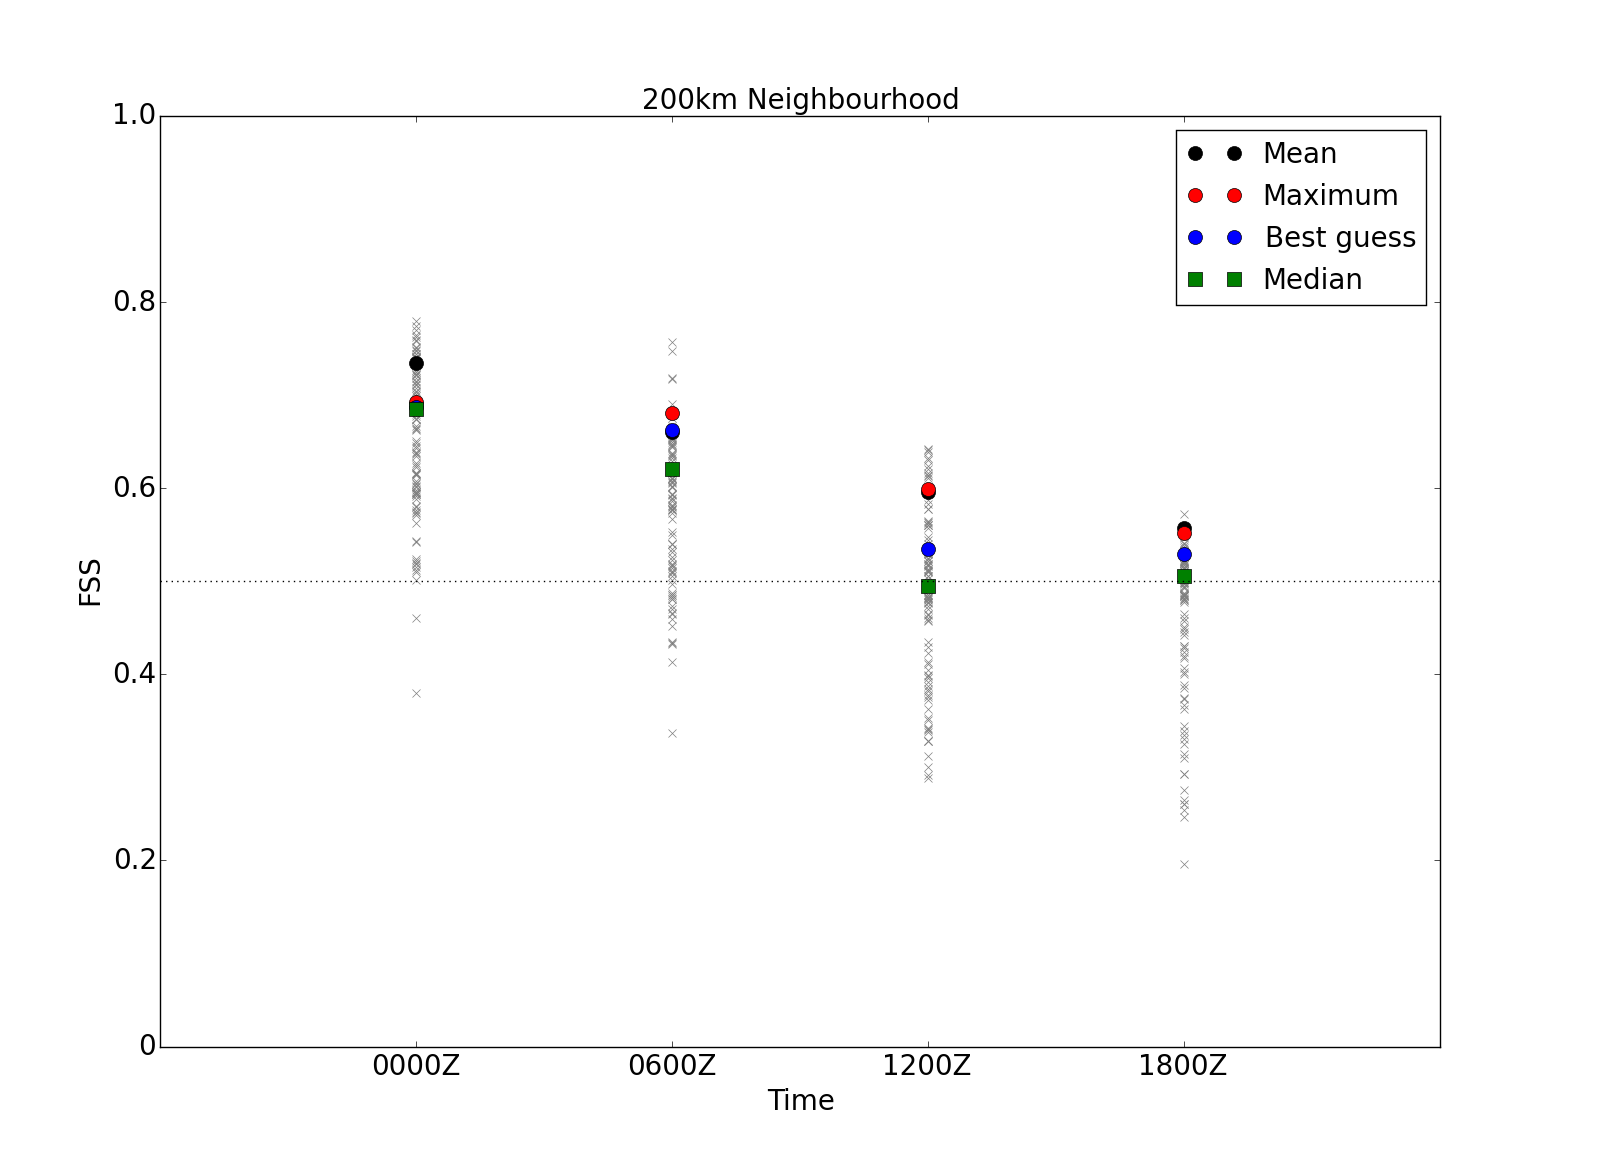 200km Neighbourhood
1.0
0.8
0.6
0.4
0.2
0
FSS
Mean
Maximum
Best guess
Median
0000Z 0600Z 1200Z 1800Z
Time